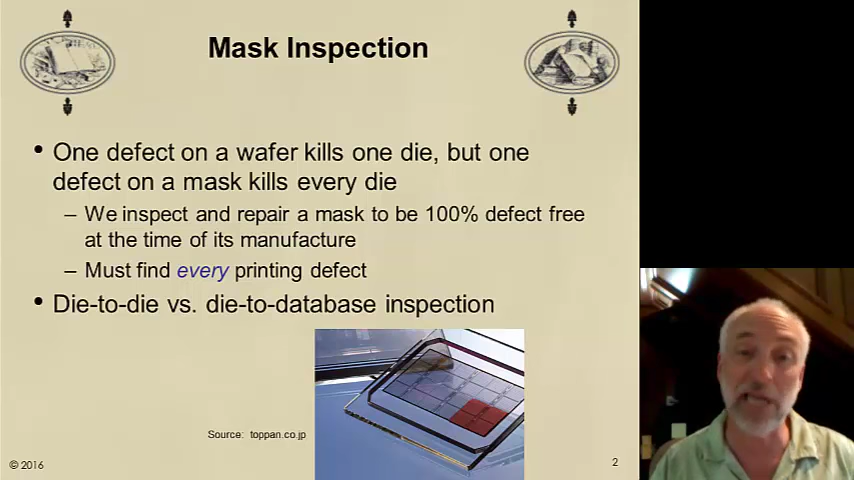 Mask Inspection
• One defect on a wafer kills one die, but one
defect on a mask kills every die
– We inspect and repair a mask to be 100% defect free
at the time of its manufacture
– Must find every printing defect
• Die-to-die vs. die-to-database inspection
Source: toppan.co.jp
© 2016
2